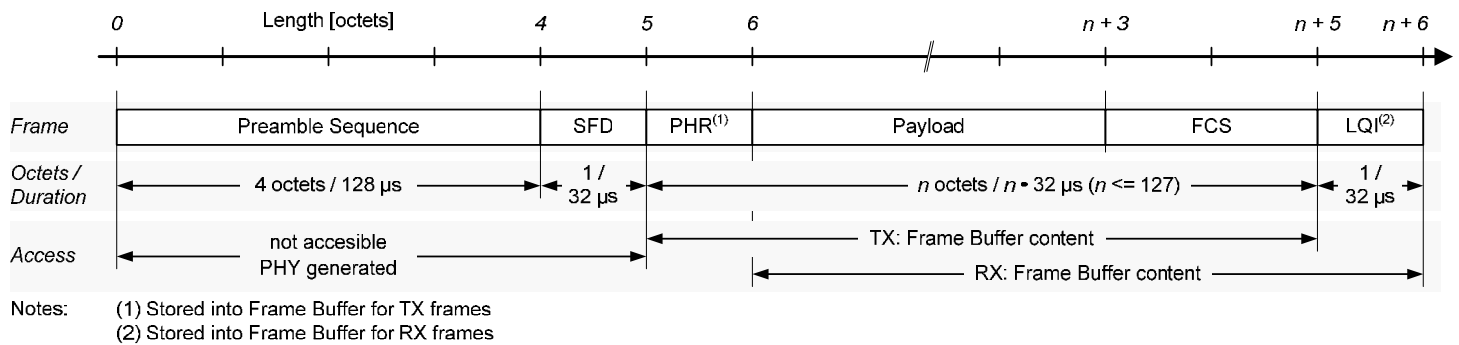 0 Length [octets] 4 5 6 n + 3 n + 5 n + 6
Frame Preamble Sequence SFD PHR(1) Payload FCS LQI(2)
Octets / Duration 4 octets / 128 µs 1 / 32 µs n octets / n • 32 µs (n <= 127) 1 / 32 µs
Access not accesible PHY generated TX: Frame Buffer content
RX: Frame Buffer content
Notes: (1) Stored into Frame Buffer for TX frames
(2) Stored into Frame Buffer for RX frames